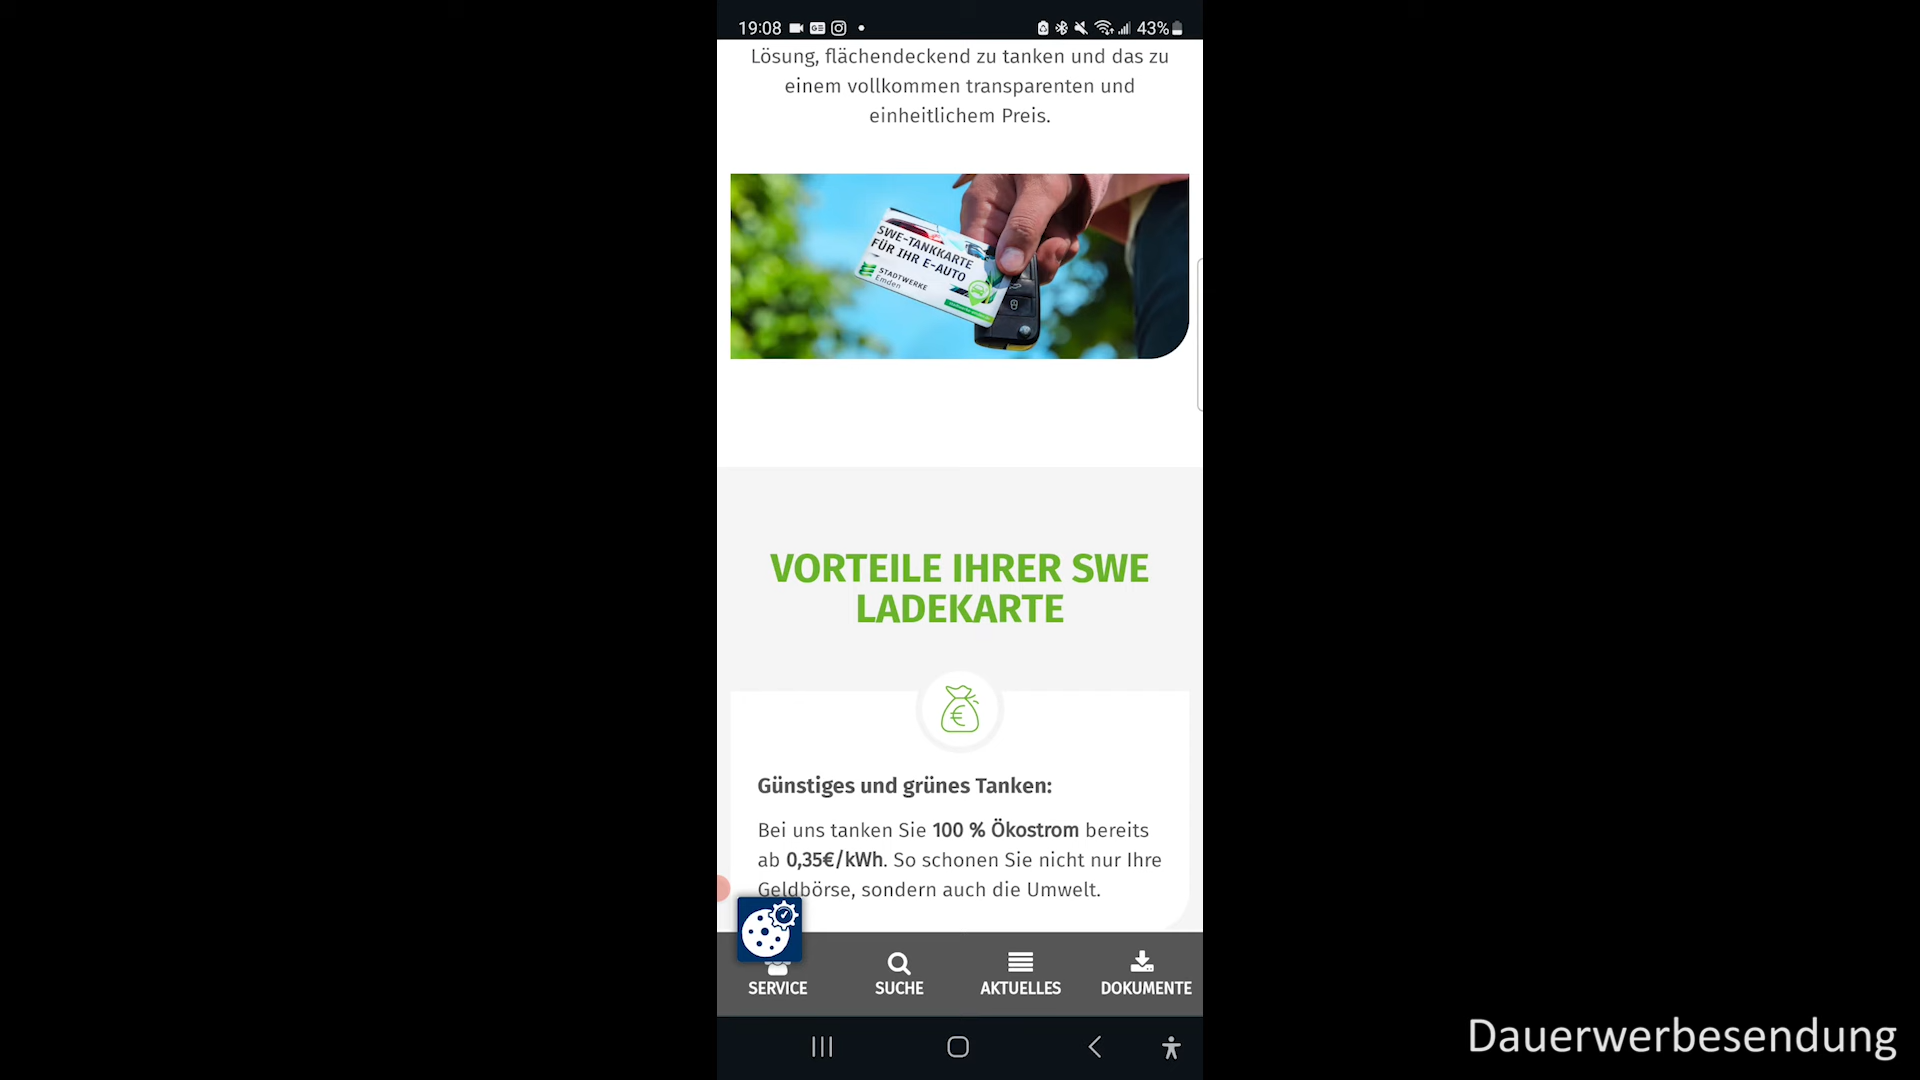 19:08
43%
Lösung, flächendeckend zu tanken und das zu
einem vollkommen transparenten und
einheitlichem Preis.
SWE-TANKKARTE
FÜR IHR E-AUTO
STADTWERKE
Emden
VORTEILE IHRER SWE
LADEKARTE
Günstiges und grünes Tanken:
Bei uns tanken Sie 100 % Ökostrom bereits
ab 0,35€/kWh. So schonen Sie nicht nur Ihre
Geldbörse, sondern auch die Umwelt.
SERVICE
SUCHE
AKTUELLES
DOKUMENTE
Dauerwerbesendung